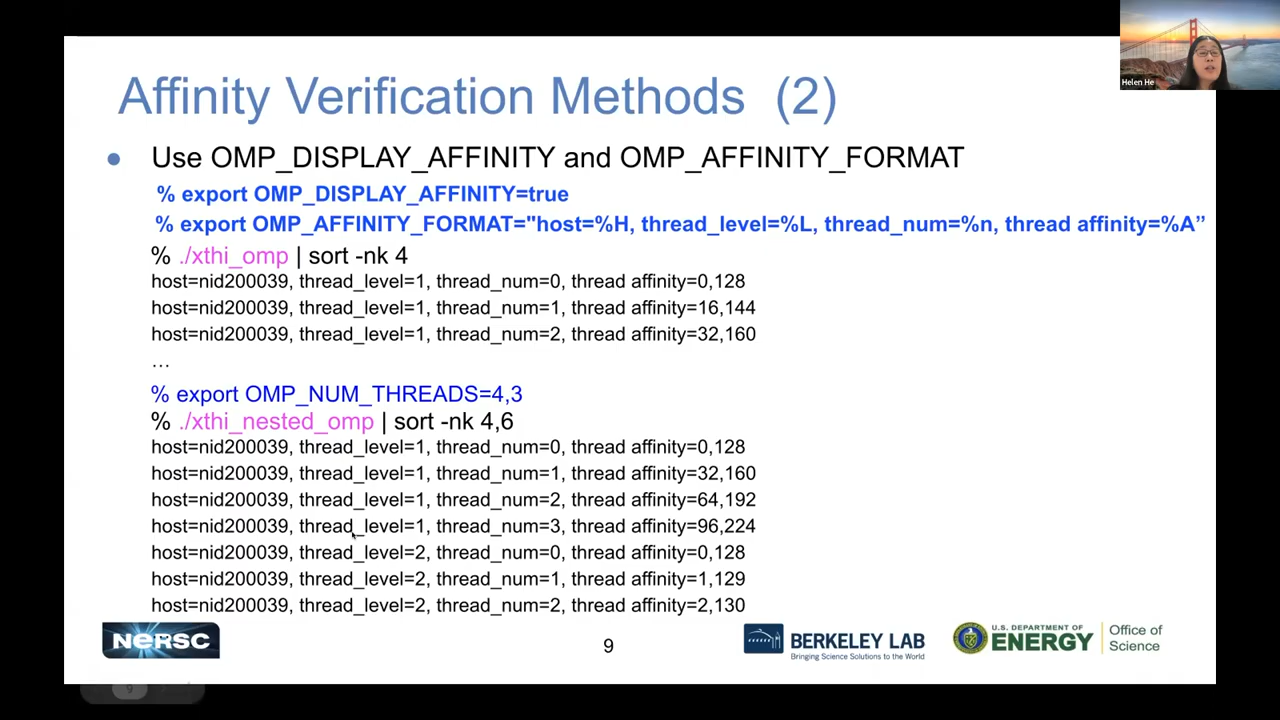 Helen He
Affinity Verification Methods (2)
● Use OMP_DISPLAY_AFFINITY and OMP_AFFINITY_FORMAT
% export OMP_DISPLAY_AFFINITY=true
% export OMP_AFFINITY_FORMAT="host=%H, thread_level=%L, thread_num=%n, thread affinity=%A”
% ./xthi_omp | sort -nk 4
host=nid200039, thread_level=1, thread_num=0, thread affinity=0,128
host=nid200039, thread_level=1, thread_num=1, thread affinity=16,144
host=nid200039, thread_level=1, thread_num=2, thread affinity=32,160
…
% export OMP_NUM_THREADS=4,3
% ./xthi_nested_omp | sort -nk 4,6
host=nid200039, thread_level=1, thread_num=0, thread affinity=0,128
host=nid200039, thread_level=1, thread_num=1, thread affinity=32,160
host=nid200039, thread_level=1, thread_num=2, thread affinity=64,192
host=nid200039, thread_level=1, thread_num=3, thread affinity=96,224
host=nid200039, thread_level=2, thread_num=0, thread affinity=0,128
host=nid200039, thread_level=2, thread_num=1, thread affinity=1,129
host=nid200039, thread_level=2, thread_num=2, thread affinity=2,130
NERSC
9
BERKELEY LAB
Bringing Science Solutions to the World
U.S. DEPARTMENT OF
ENERGY
Office of
Science
9